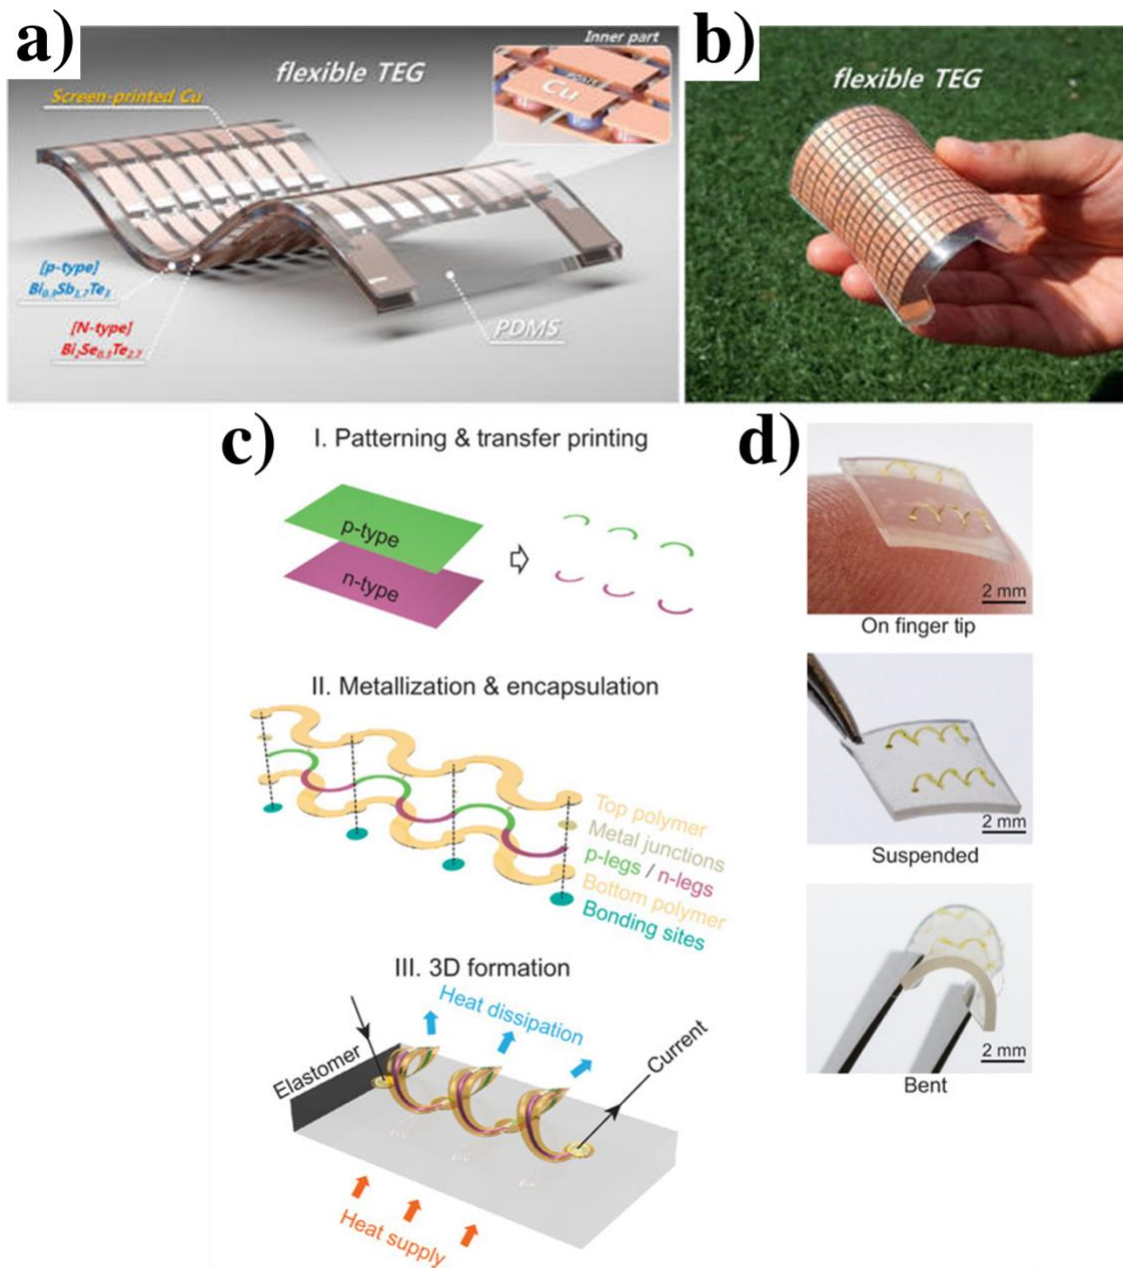 a)
flexible TEG
Inner part
Cu
Screen-printed Cu
[p-type]
Bi₀.₃Sb₁.₇Te₃
[N-type]
Bi₂Se₀.₃Te₂.₇
PDMS
b)
flexible TEG
c)
I. Patterning & transfer printing
p-type
n-type
II. Metallization & encapsulation
Top polymer
Metal junctions
p-legs / n-legs
Bottom polymer
Bonding sites
III. 3D formation
Heat dissipation
Elastomer
Current
Heat supply
d)
2 mm
On finger tip
2 mm
Suspended
2 mm
Bent